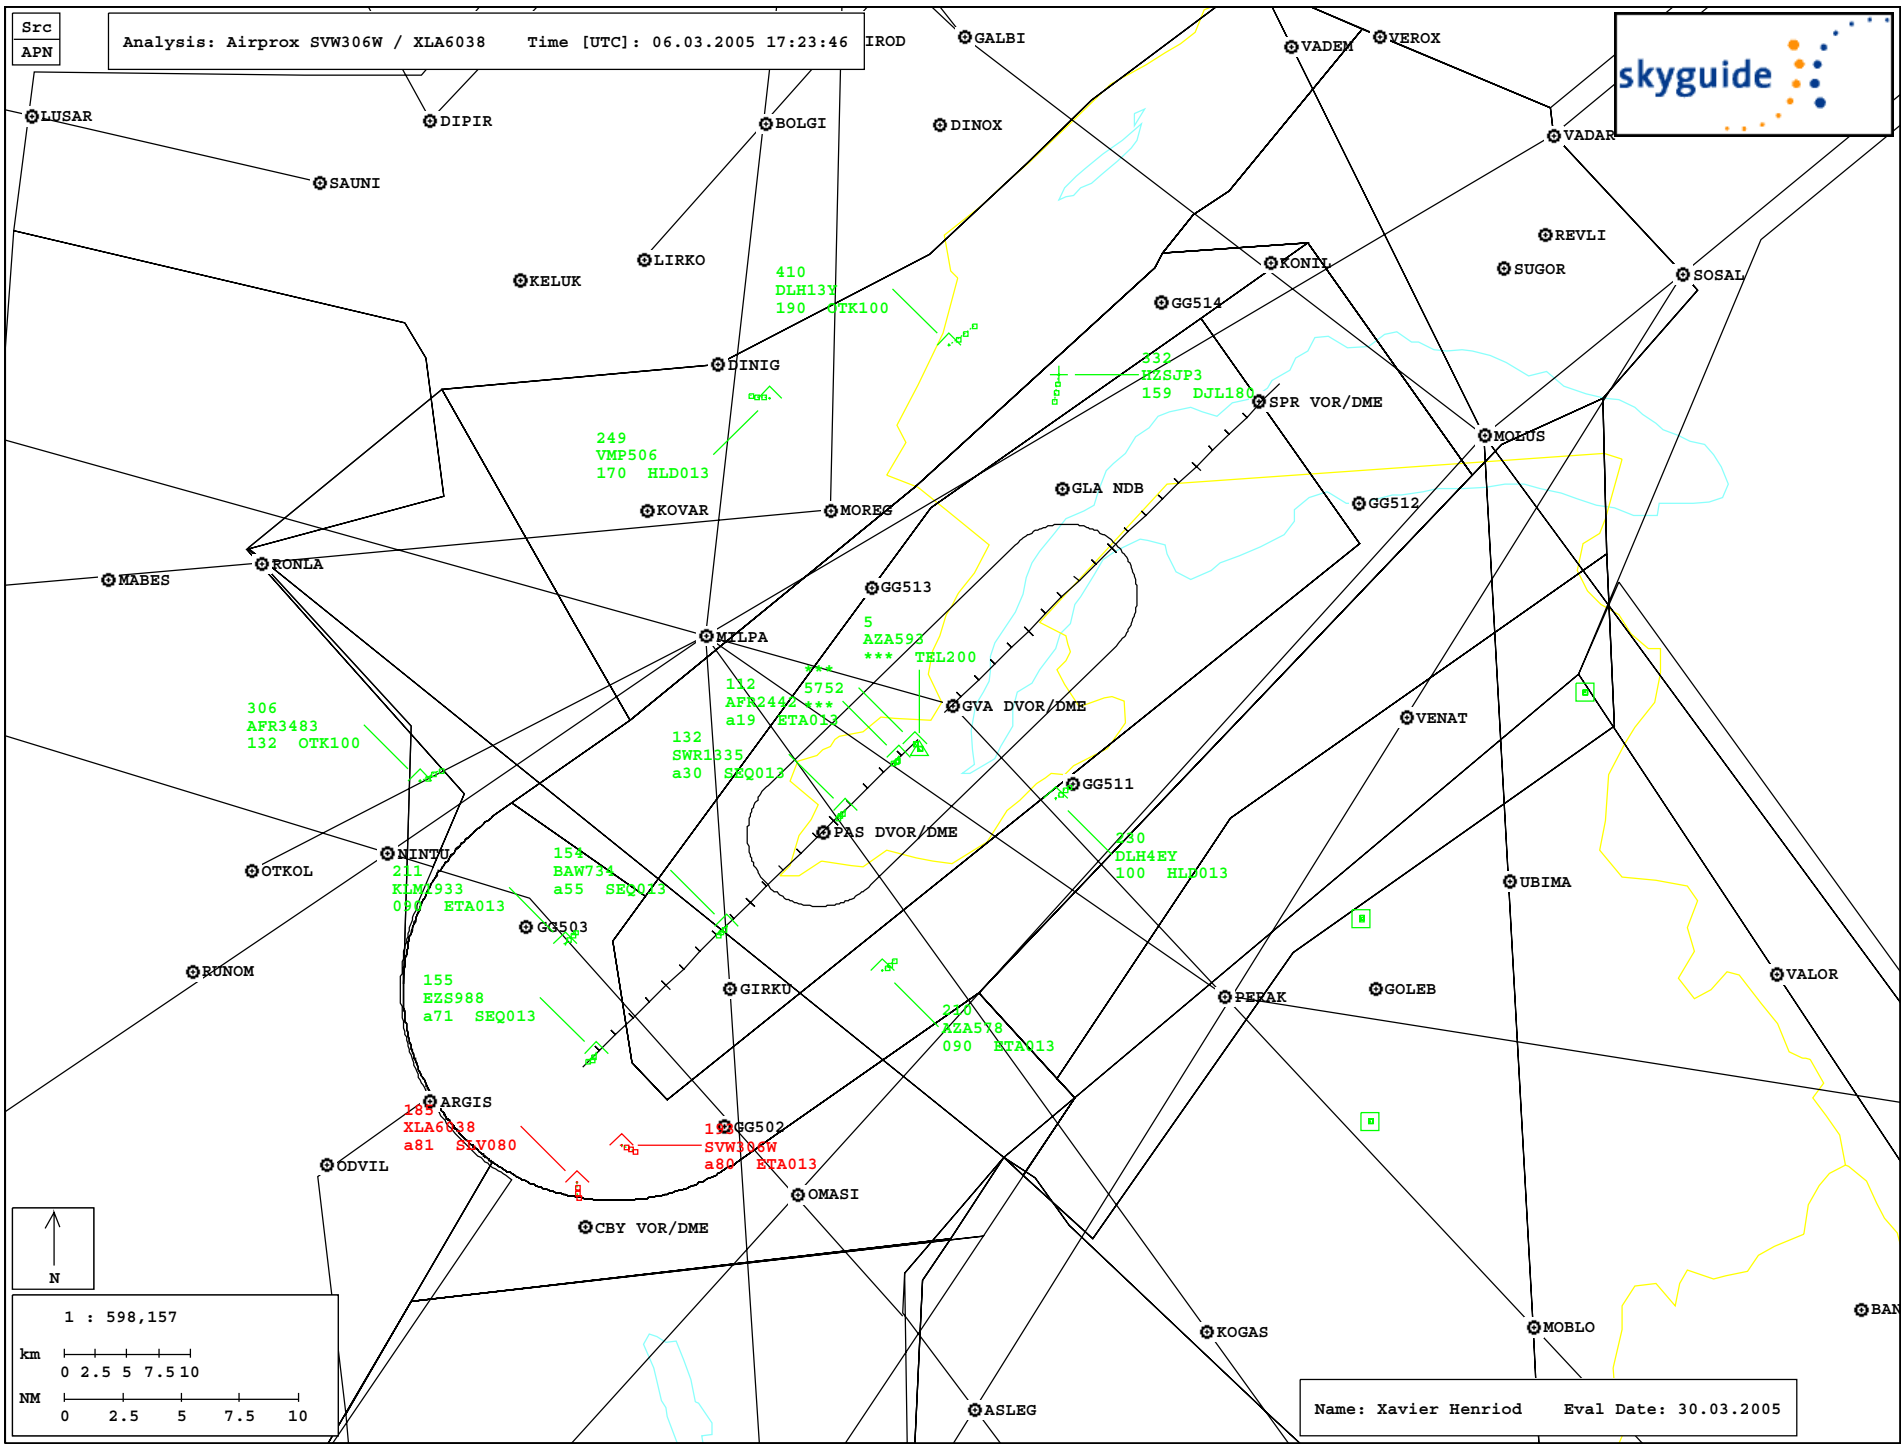 Src
APN
Analysis: Airprox SVW306W / XLA6038    Time [UTC]: 06.03.2005 17:23:46
IROD
GALBI
VADEM
VEROX
skyguide
LUSAR
DIPIR
BOLGI
DINOX
VADAR
SAUNI
REVLI
LIRKO
KELUK
KONIL
SUGOR
SOSAL
410
DLH13Y
190  OTK100
GG514
DINIG
332
HZSJP3
159  DJL180
SPR VOR/DME
249
VMP506
170  HLD013
MOLUS
GLA NDB
GG512
KOVAR
MOREG
RONLA
MABES
GG513
MILPA
5
AZA593
***  TEL200
***
5752
***
112
AFR2442
a19  ETA013
GVA DVOR/DME
VENAT
306
AFR3483
132  OTK100
132
SWR1335
a30  SEQ013
GG511
PAS DVOR/DME
230
DLH4EY
100  HLD013
NINTU
OTKOL
211
KLM1933
090  ETA013
154
BAW734
a55  SEQ013
UBIMA
GG503
RUNOM
155
EZS988
a71  SEQ013
GIRKU
PERAK
GOLEB
VALOR
210
AZA578
090  ETA013
ARGIS
185
XLA6038
a81  SLV080
GG502
SVW306W
a80  ETA013
ODVIL
OMASI
CBY VOR/DME
N
BAN
1 : 598,157
km
0 2.5 5 7.5 10
NM
0 2.5 5 7.5 10
KOGAS
MOBLO
ASLEG
Name: Xavier Henriod    Eval Date: 30.03.2005